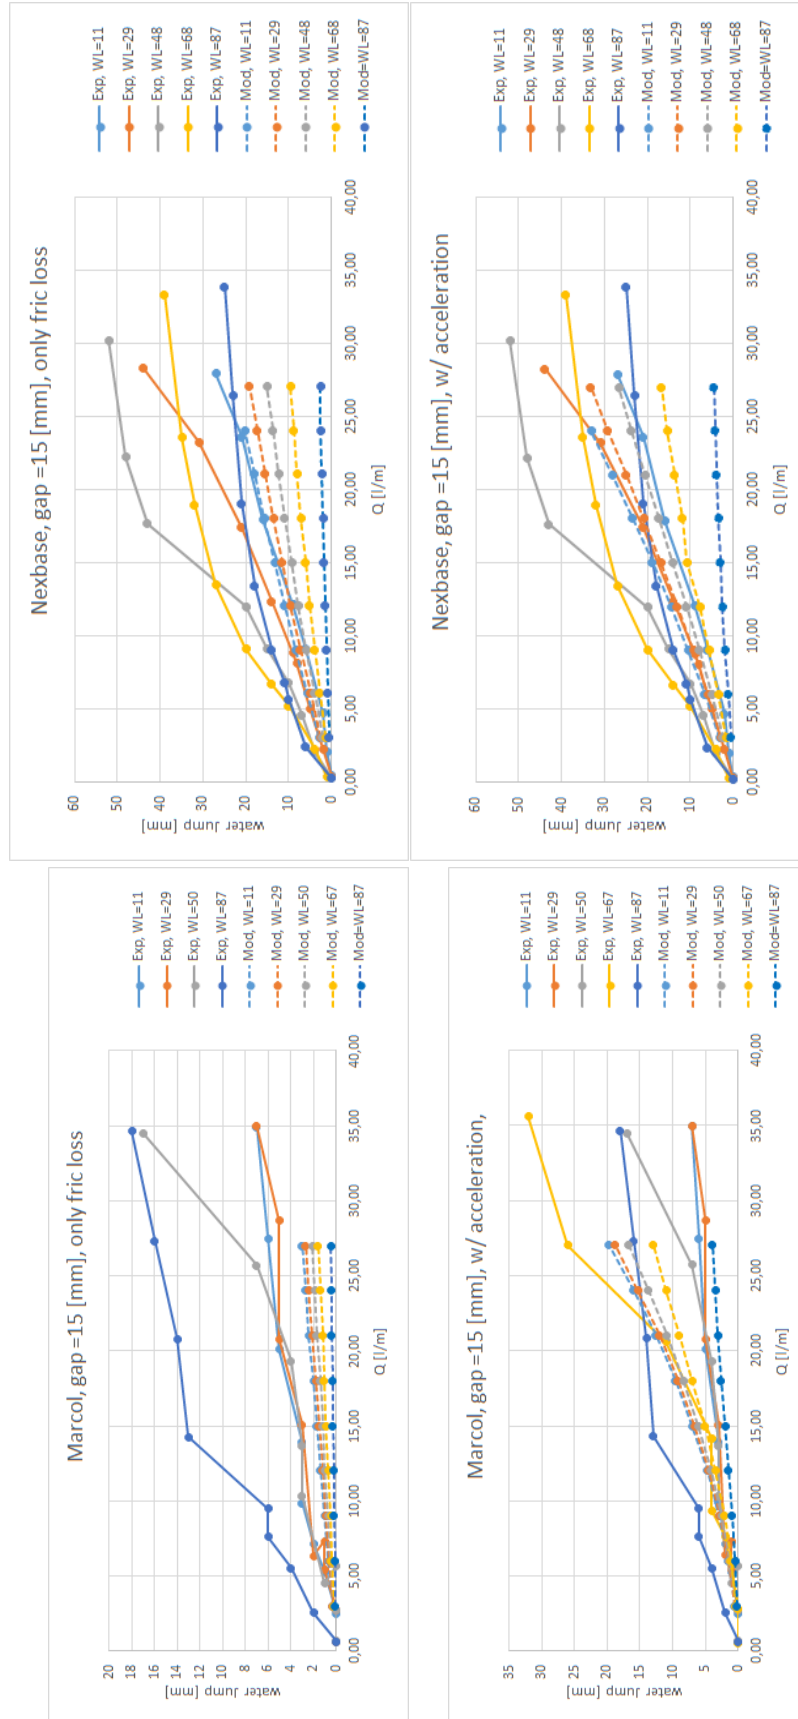 Marcol, gap =15 [mm], only fric loss
20
18
16
14
12
10
8
6
4
2
0
water Jump [mm]
0,00
5,00
10,00
15,00
20,00
25,00
30,00
35,00
40,00
Q [l/m]
Exp, WL=11
Exp, WL=29
Exp, WL=50
Exp, WL=87
Mod, WL=11
Mod, WL=29
Mod, WL=50
Mod, WL=67
Mod=WL=87
Nexbase, gap =15 [mm], only fric loss
60
50
40
30
20
10
0
water Jump [mm]
0,00
5,00
10,00
15,00
20,00
25,00
30,00
35,00
40,00
Q [l/m]
Exp, WL=11
Exp, WL=29
Exp, WL=48
Exp, WL=68
Exp, WL=87
Mod, WL=11
Mod, WL=29
Mod, WL=48
Mod, WL=68
Mod=WL=87
Marcol, gap =15 [mm], w/ acceleration,
35
30
25
20
15
10
5
0
water Jump [mm]
0,00
5,00
10,00
15,00
20,00
25,00
30,00
35,00
40,00
Q [l/m]
Exp, WL=11
Exp, WL=29
Exp, WL=50
Exp, WL=67
Exp, WL=87
Mod, WL=11
Mod, WL=29
Mod, WL=50
Mod, WL=67
Mod=WL=87
Nexbase, gap =15 [mm], w/ acceleration
60
50
40
30
20
10
0
water Jump [mm]
0,00
5,00
10,00
15,00
20,00
25,00
30,00
35,00
40,00
Q [l/m]
Exp, WL=11
Exp, WL=29
Exp, WL=48
Exp, WL=68
Exp, WL=87
Mod, WL=11
Mod, WL=29
Mod, WL=48
Mod, WL=68
Mod=WL=87